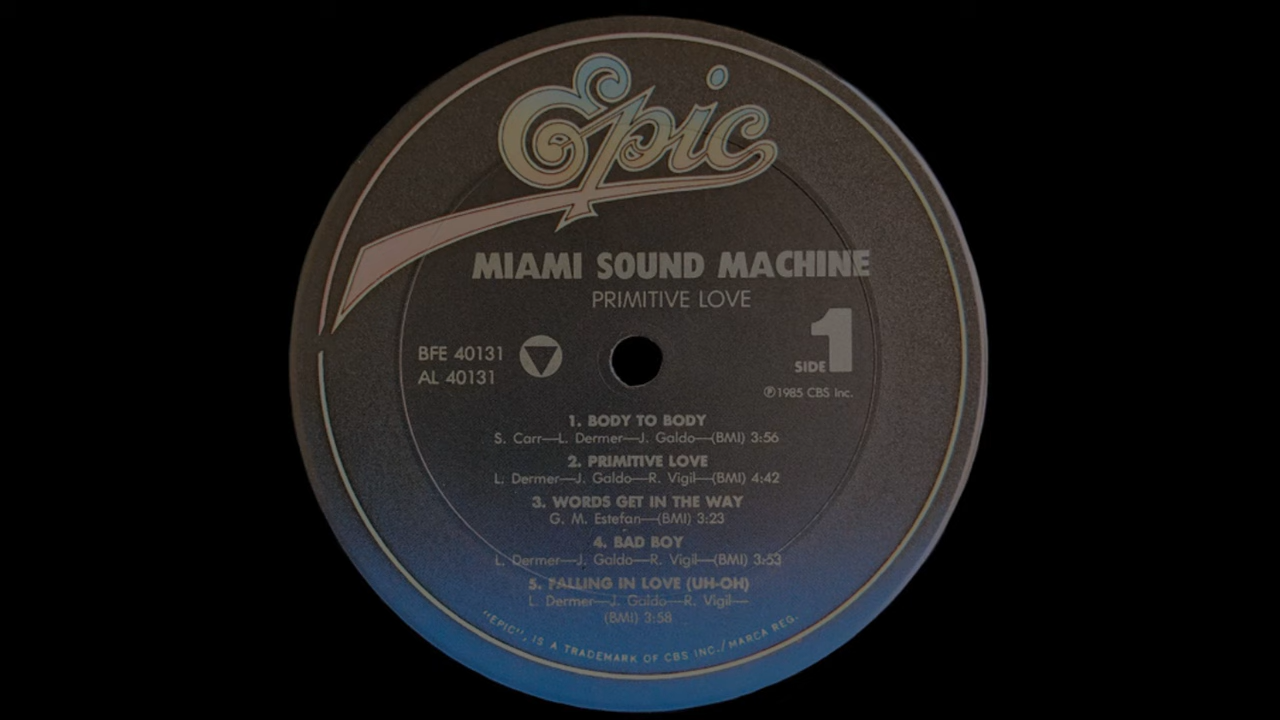 Epic
MIAMI SOUND MACHINE
PRIMITIVE LOVE
BFE 40131
AL 40131
SIDE 1
℗1985 CBS Inc.
1. BODY TO BODY
S. Carr—L. Dermer—J. Galdo—(BMI) 3:56
2. PRIMITIVE LOVE
L. Dermer—J. Galdo—R. Vigil—(BMI) 4:42
3. WORDS GET IN THE WAY
G. M. Estefan—(BMI) 3:23
4. BAD BOY
L. Dermer—J. Galdo—R. Vigil—(BMI) 3:53
5. FALLING IN LOVE (UH-OH)
L. Dermer—J. Galdo—R. Vigil—
(BMI) 3:58
"EPIC", IS A TRADEMARK OF CBS INC./MARCA REG.